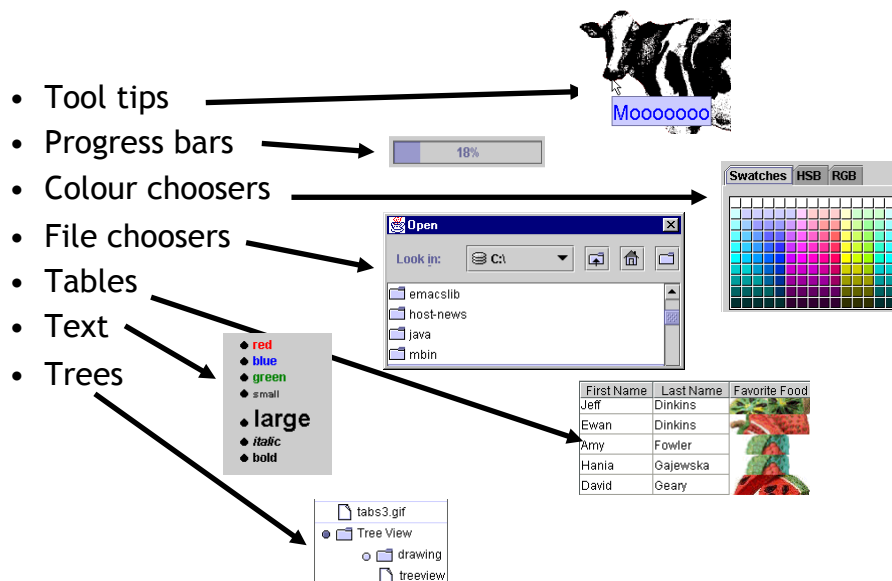 • Tool tips
• Progress bars
• Colour choosers
• File choosers
• Tables
• Text
• Trees
Mooooooo
18%
Swatches HSB RGB
Open
Look in: C:\
emacslib
host-news
java
mbin
red
blue
green
small
large
italic
bold
First Name Last Name Favorite Food
Jeff Dinkins
Ewan Dinkins
Amy Fowler
Hania Gajewska
David Geary
tabs3.gif
Tree View
drawing
treeview